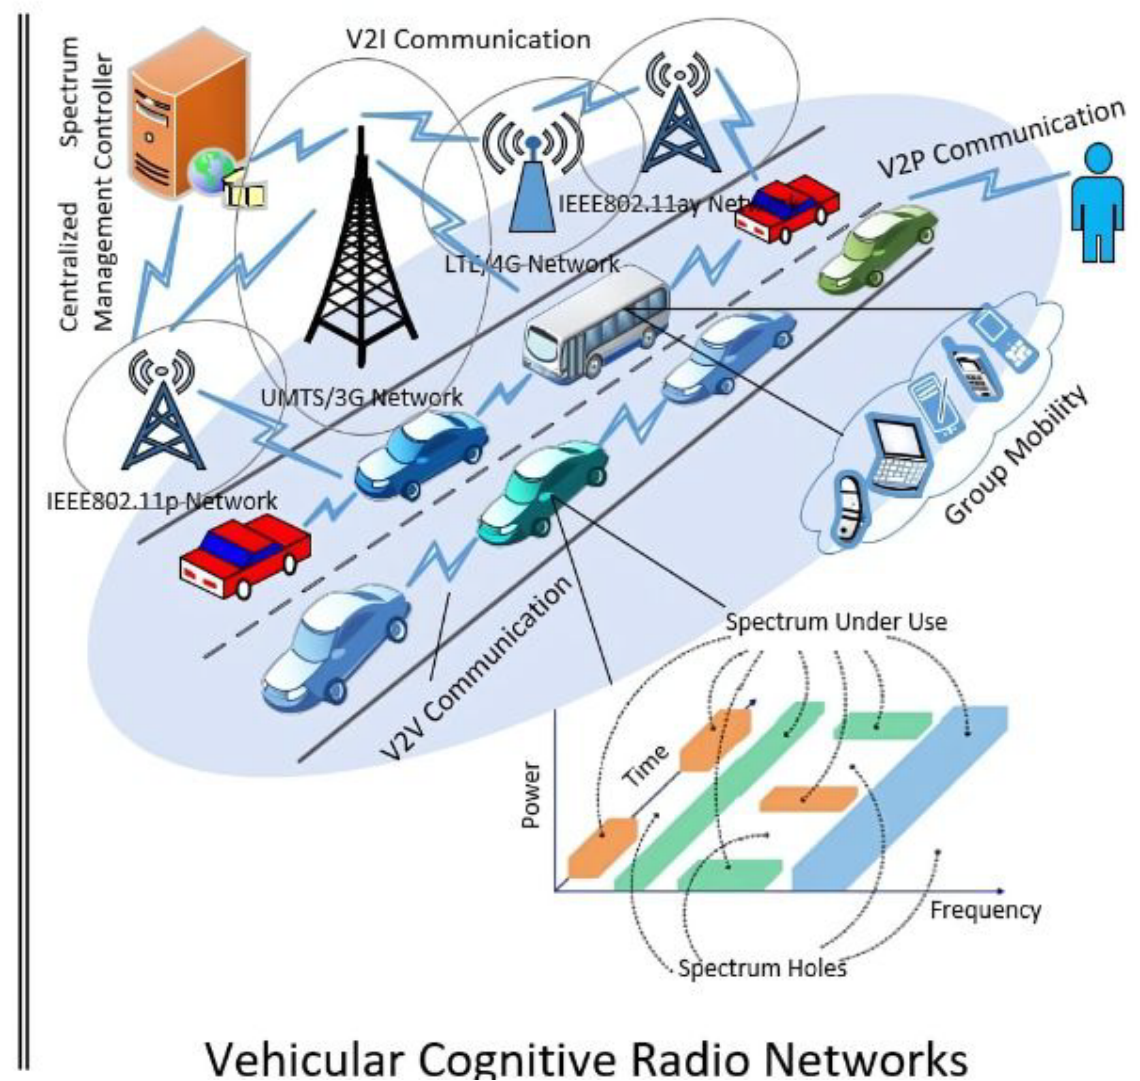 Spectrum
Centralized
Management Controller
V2I Communication
V2P Communication
IEEE802.11ay Network
LTE/4G Network
UMTS/3G Network
IEEE802.11p Network
Group Mobility
V2V Communication
Spectrum Under Use
Time
Power
Frequency
Spectrum Holes
Vehicular Cognitive Radio Networks